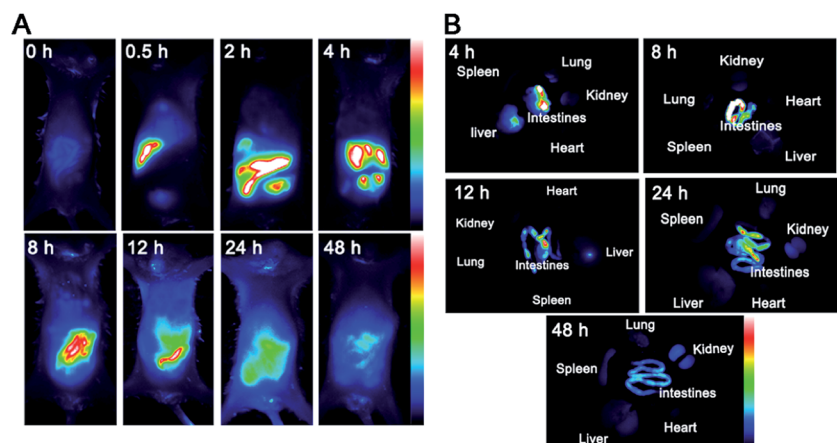 A
0 h
0.5 h
2 h
4 h
8 h
12 h
24 h
48 h
B
4 h
Lung
Spleen
Kidney
liver
Intestines
Heart
8 h
Kidney
Lung
Heart
Intestines
Spleen
Liver
12 h
Heart
Kidney
Lung
Liver
Intestines
Spleen
24 h
Lung
Spleen
Kidney
Intestines
Liver
Heart
48 h
Lung
Kidney
Spleen
intestines
Liver
Heart